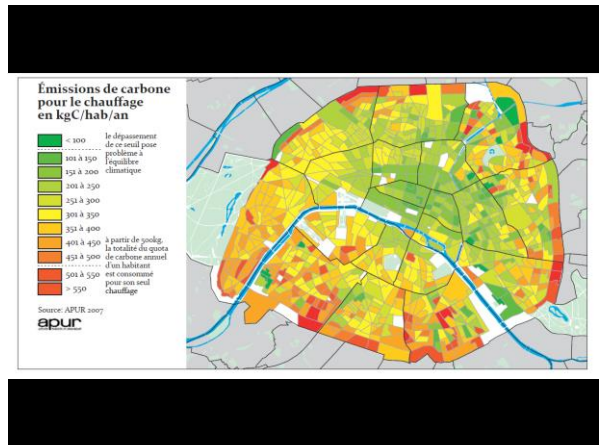 Émissions de carbone
pour le chauffage
en kgC/hab/an
< 100
le dépassement
de ce seuil pose
problème à
l'équilibre
climatique
101 à 150
151 à 200
201 à 250
251 à 300
301 à 350
351 à 400
401 à 450
451 à 500
501 à 550
> 550
à partir de 500kg,
la totalité du quota
de carbone annuel
d'un habitant
est consommé
pour son seul
chauffage
Source: APUR 2007
apur